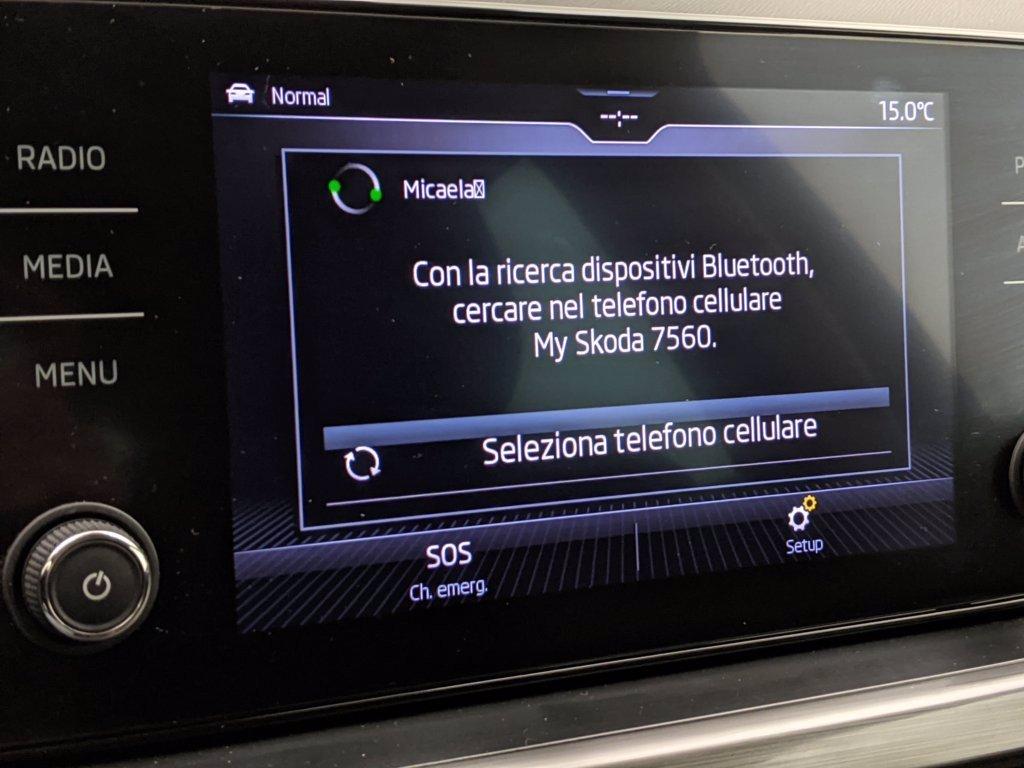 Normal
--:--
15.0°C
RADIO
MEDIA
MENU
Micaela
Con la ricerca dispositivi Bluetooth,
cercare nel telefono cellulare
My Skoda 7560.
Seleziona telefono cellulare
SOS
Ch. emerg.
Setup